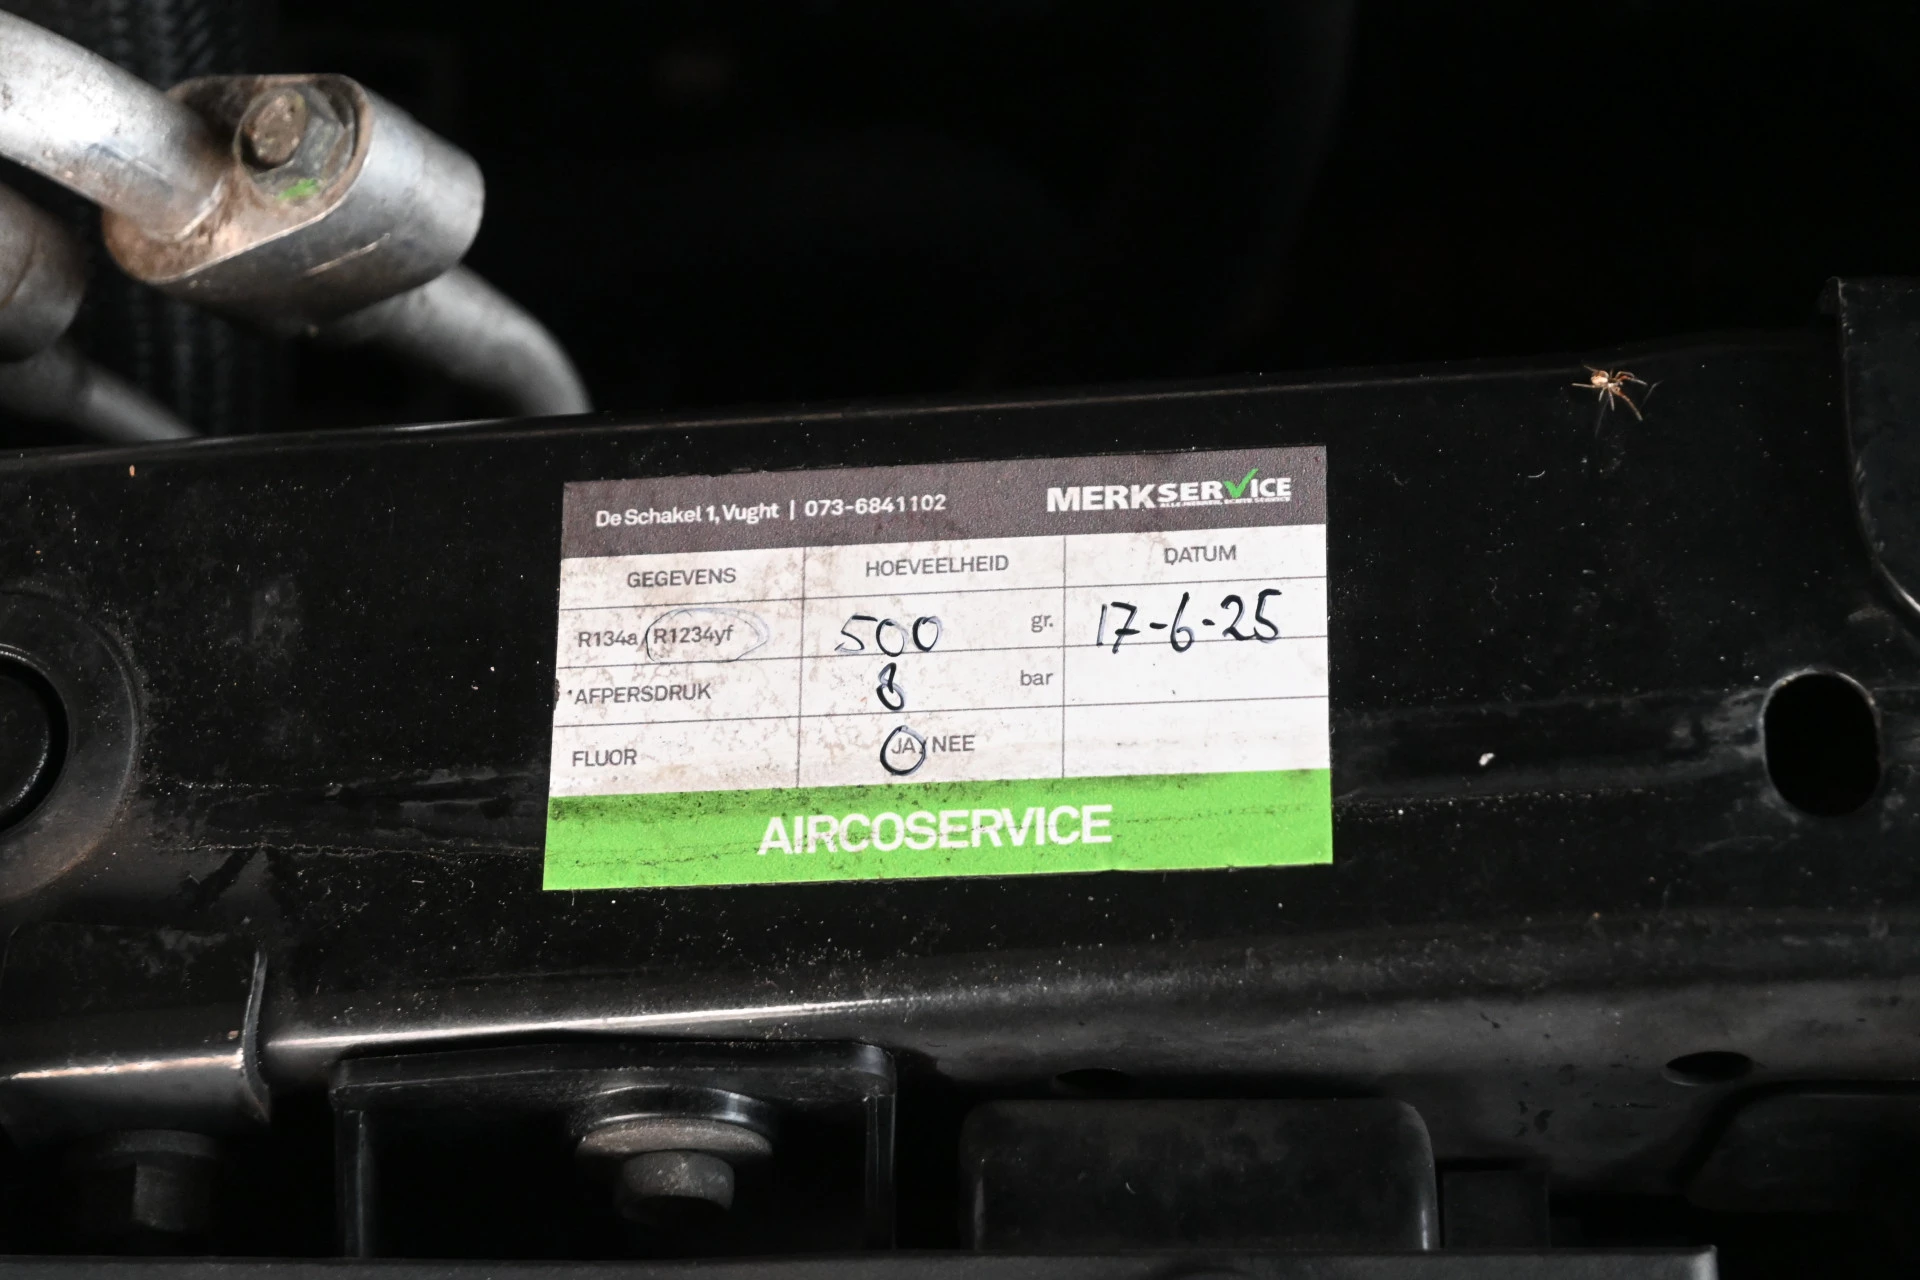 De Schakel 1, Vught | 073-6841102 MERKSERVICE
GEGEVENS HOEVEELHEID DATUM
R134a/R1234yf 500 gr. 17-6-25
AFPERSDRUK 8 bar
FLUOR JA/NEE
AIRCOSERVICE